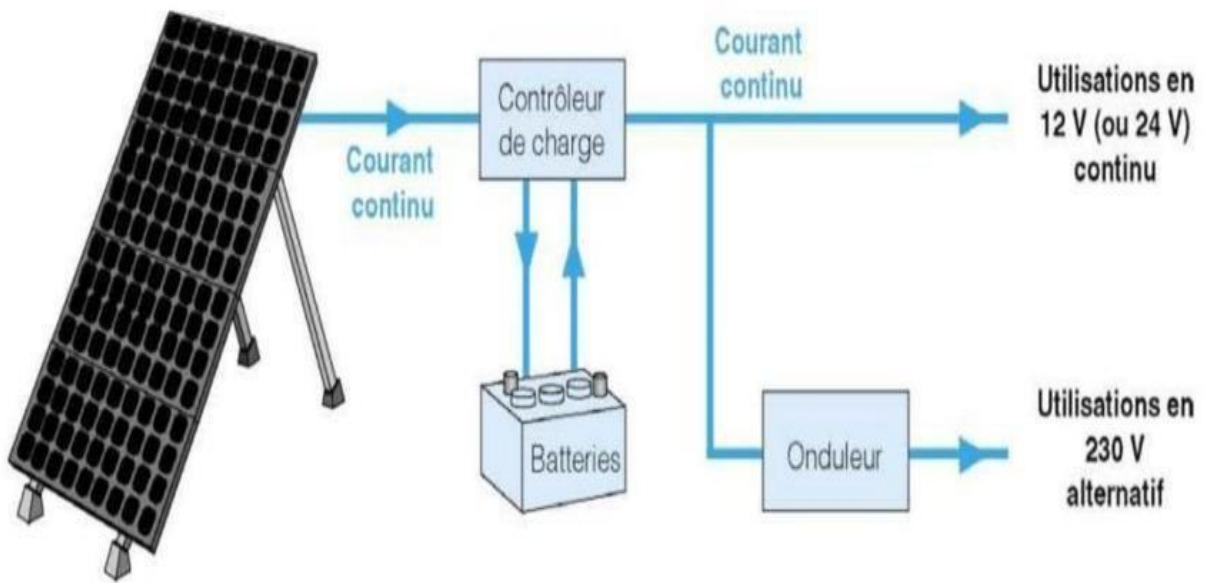 Courant
continu
Contrôleur
de charge
Courant
continu
Utilisations en
12 V (ou 24 V)
continu
Batteries
Onduleur
Utilisations en
230 V
alternatif